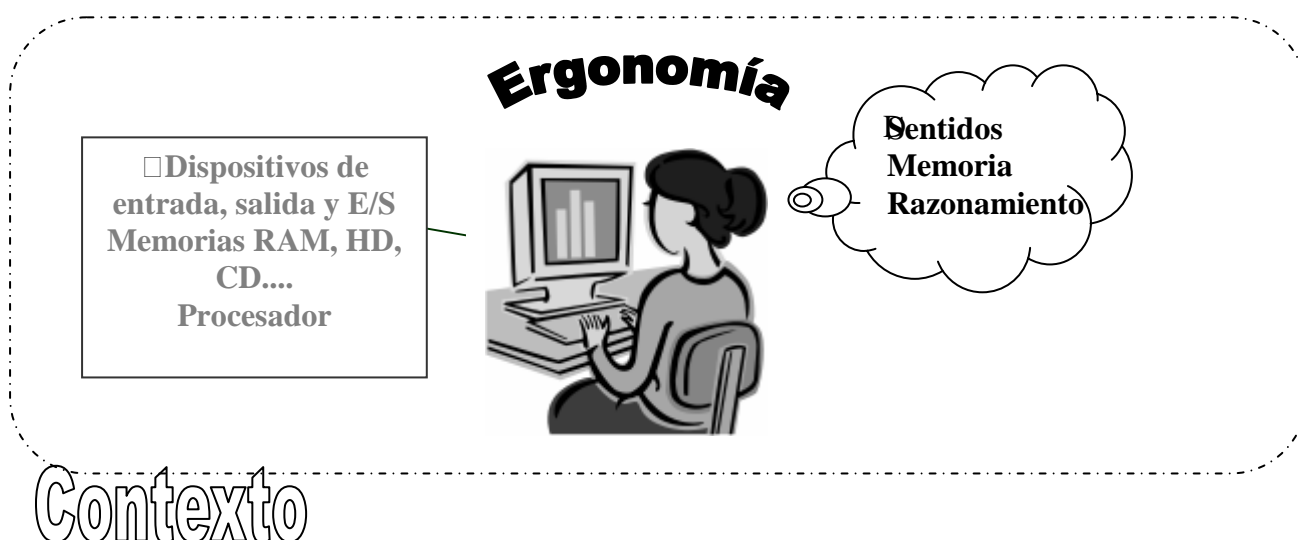 Ergonomía
□Dispositivos de
entrada, salida y E/S
Memorias RAM, HD,
CD....
Procesador
Sentidos
Memoria
Razonamiento
Contexto